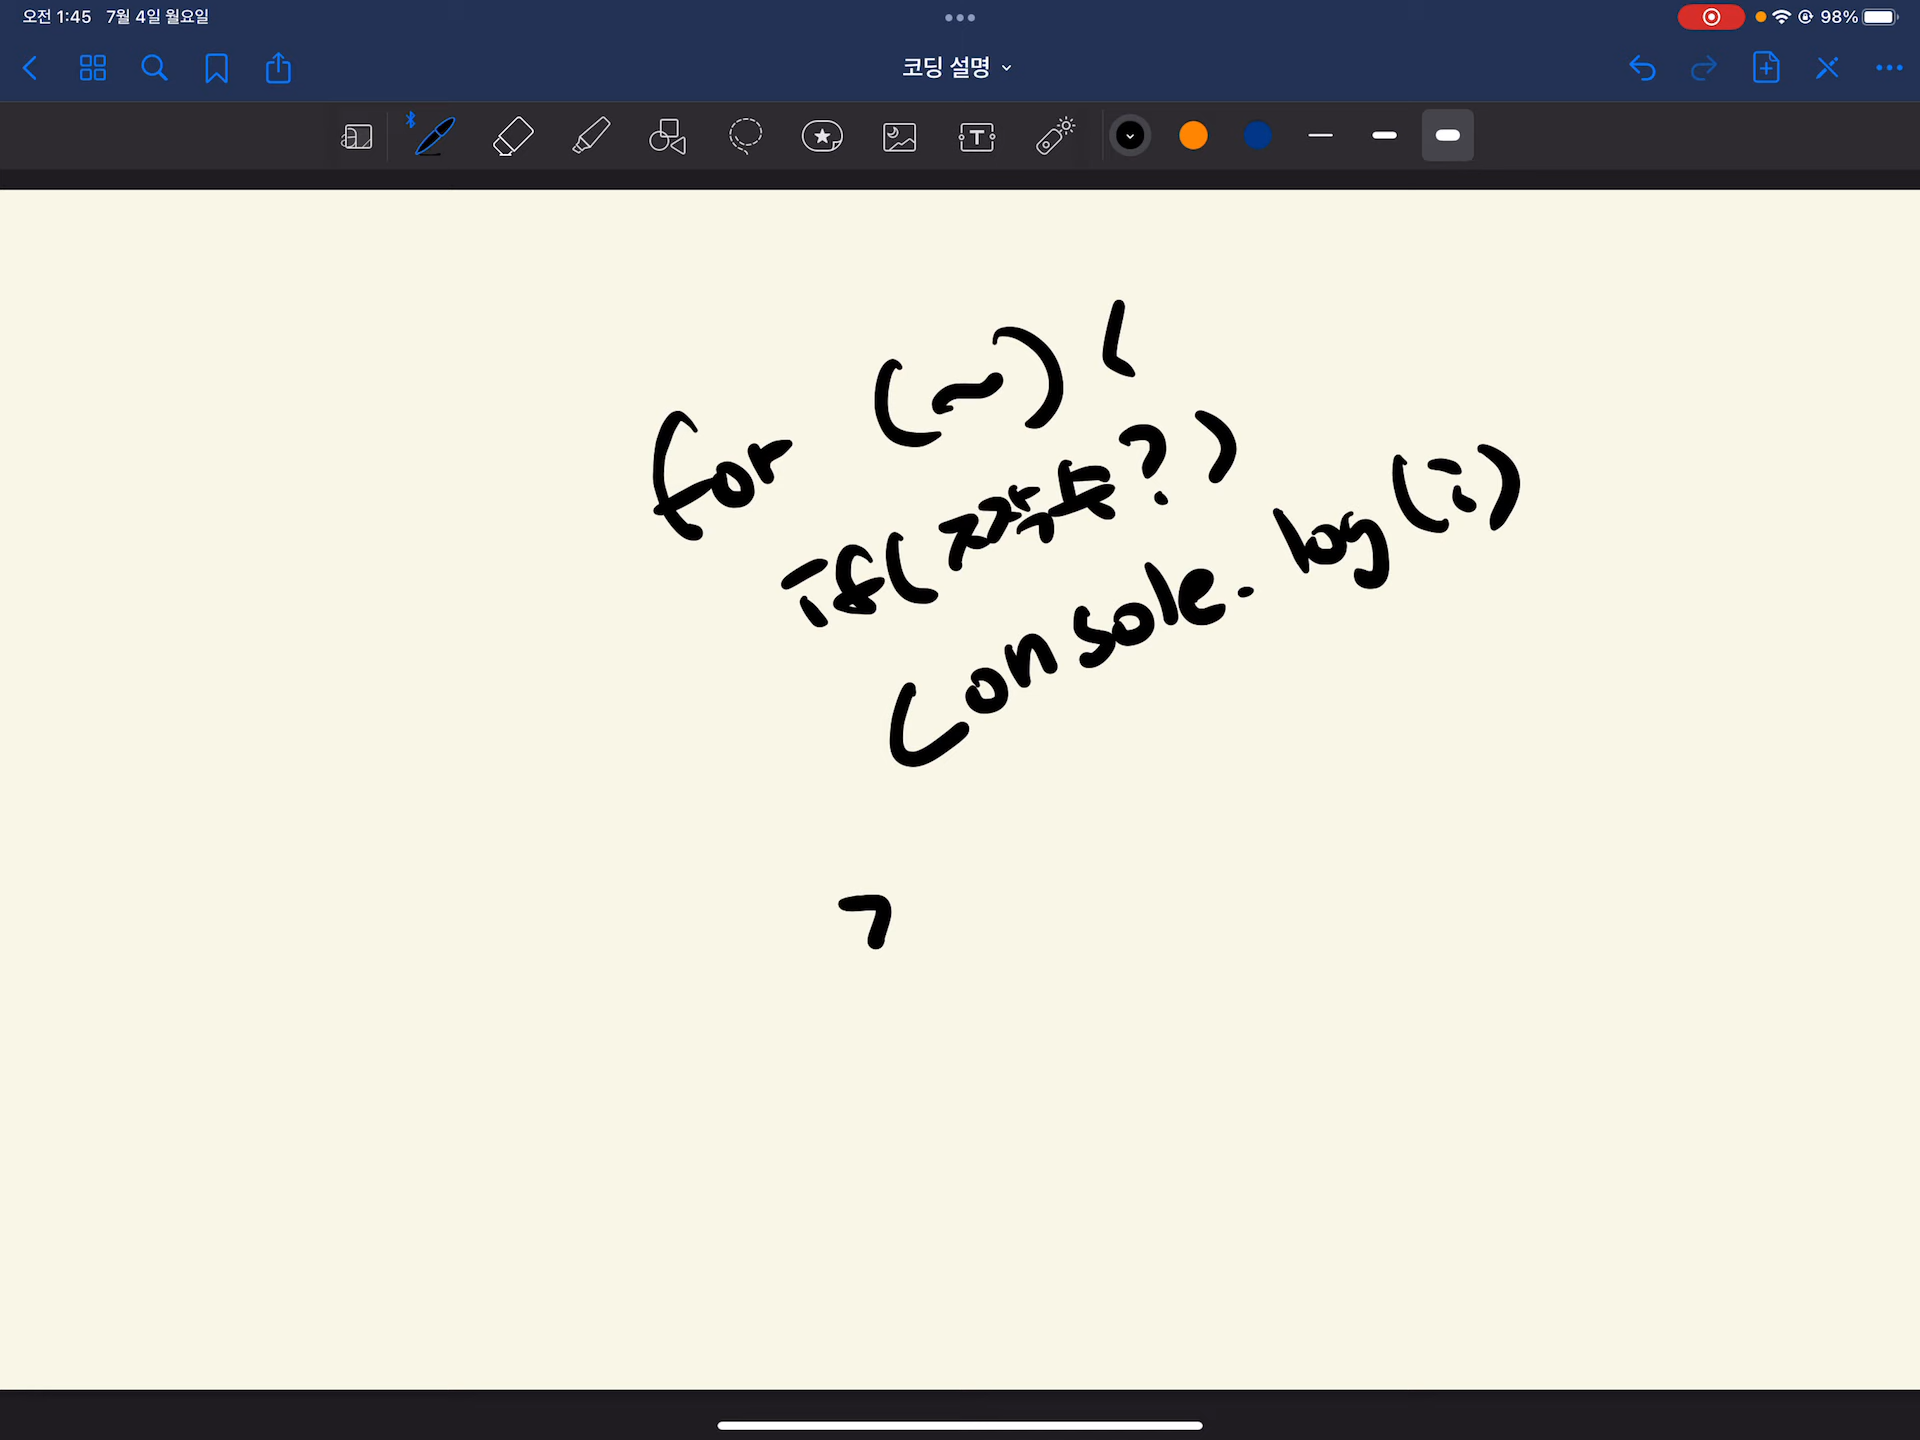 오전 1:45 7월 4일 월요일
98%
코딩 설명
for (~) {
if(짝수?)
console.log(i)
}